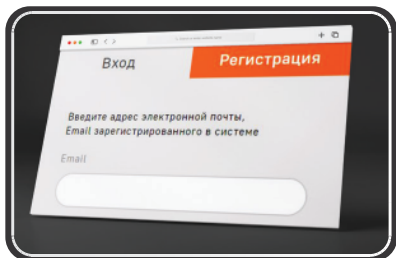 Вход
Регистрация
Введите адрес электронной почты,
Email зарегистрированного в системе
Email